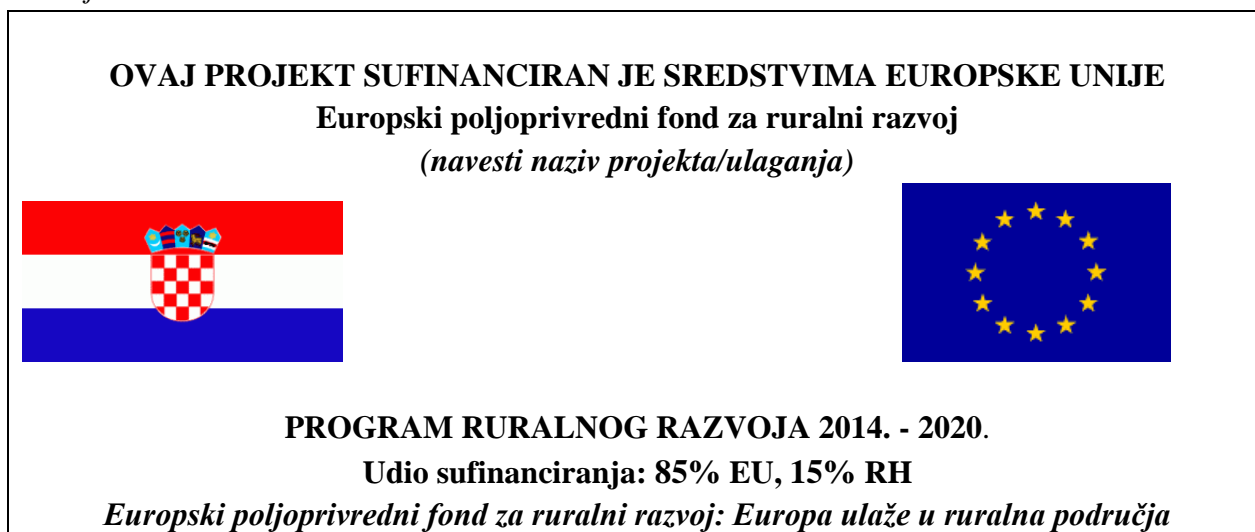 OVAJ PROJEKT SUFINANCIRAN JE SREDSTVIMA EUROPSKE UNIJE
Europski poljoprivredni fond za ruralni razvoj
(navesti naziv projekta/ulaganja)
PROGRAM RURALNOG RAZVOJA 2014. - 2020.
Udio sufinanciranja: 85% EU, 15% RH
Europski poljoprivredni fond za ruralni razvoj: Europa ulaže u ruralna područja